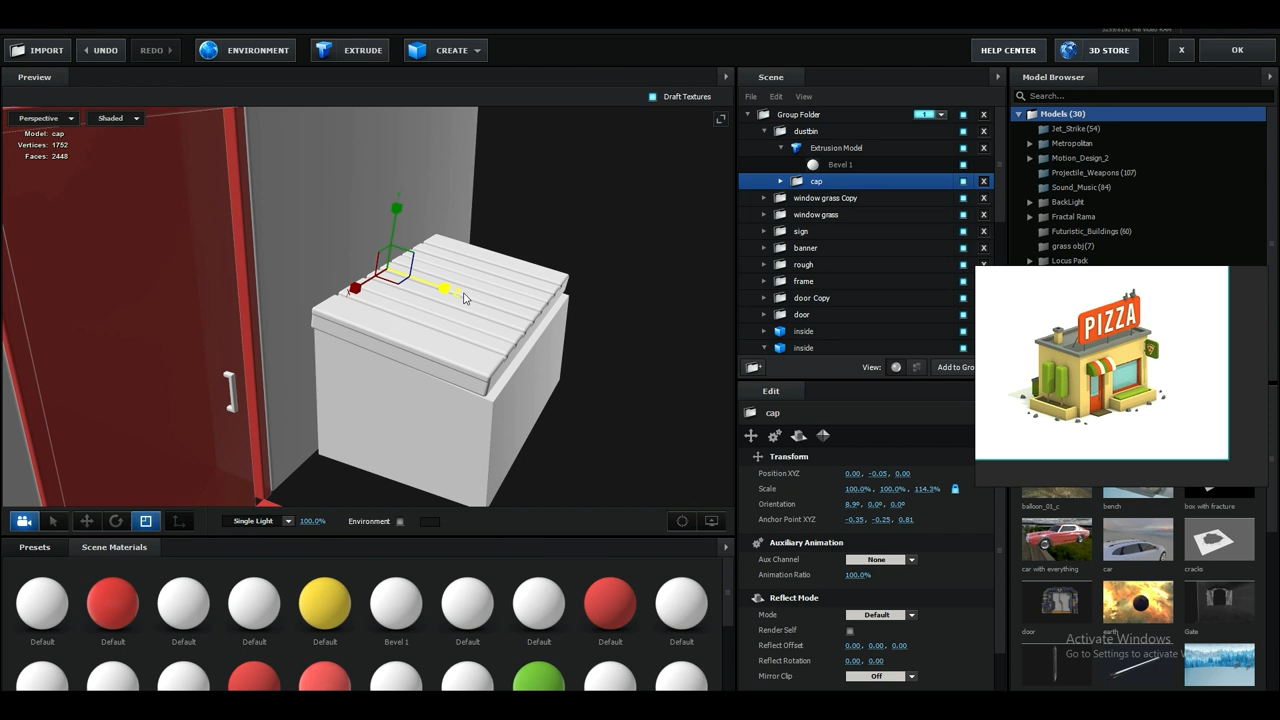 IMPORT
UNDO
REDO
ENVIRONMENT
EXTRUDE
CREATE
HELP CENTER
3D STORE
X
OK
Preview
Draft Textures
Perspective
Shaded
Model: cap
Vertices: 1752
Faces: 2448
Single Light
100.0%
Environment
Presets
Scene Materials
Default
Default
Default
Default
Default
Bevel 1
Default
Default
Default
Default
Scene
File
Edit
View
Group Folder
1
X
dustbin
X
Extrusion Model
Bevel 1
cap
X
window grass Copy
X
window grass
X
sign
X
banner
X
rough
X
frame
door Copy
door
inside
inside
View:
Add to Gro
Edit
cap
Transform
Position XYZ
0.00, -0.05, 0.00
Scale
100.0%, 100.0%, 114.3%
Orientation
8.9°, 0.0°, 0.0°
Anchor Point XYZ
-0.35, -0.25, 0.81
Auxiliary Animation
Aux Channel
None
Animation Ratio
100.0%
Reflect Mode
Mode
Default
Render Self
Reflect Offset
0.00, 0.00, 0.00
Reflect Rotation
0.00, 0.00
Mirror Clip
Off
Model Browser
Search...
Models (30)
Jet_Strike (54)
Metropolitan
Motion_Design_2
Projectile_Weapons (107)
Sound_Music (84)
BackLight
Fractal Rama
Futuristic_Buildings (60)
grass obj(7)
Locus Pack
PIZZA
balloon_01_c
bench
box with fracture
car with everything
car
cracks
door
earth
Gate
Activate Windows
Go to Settings to activate W